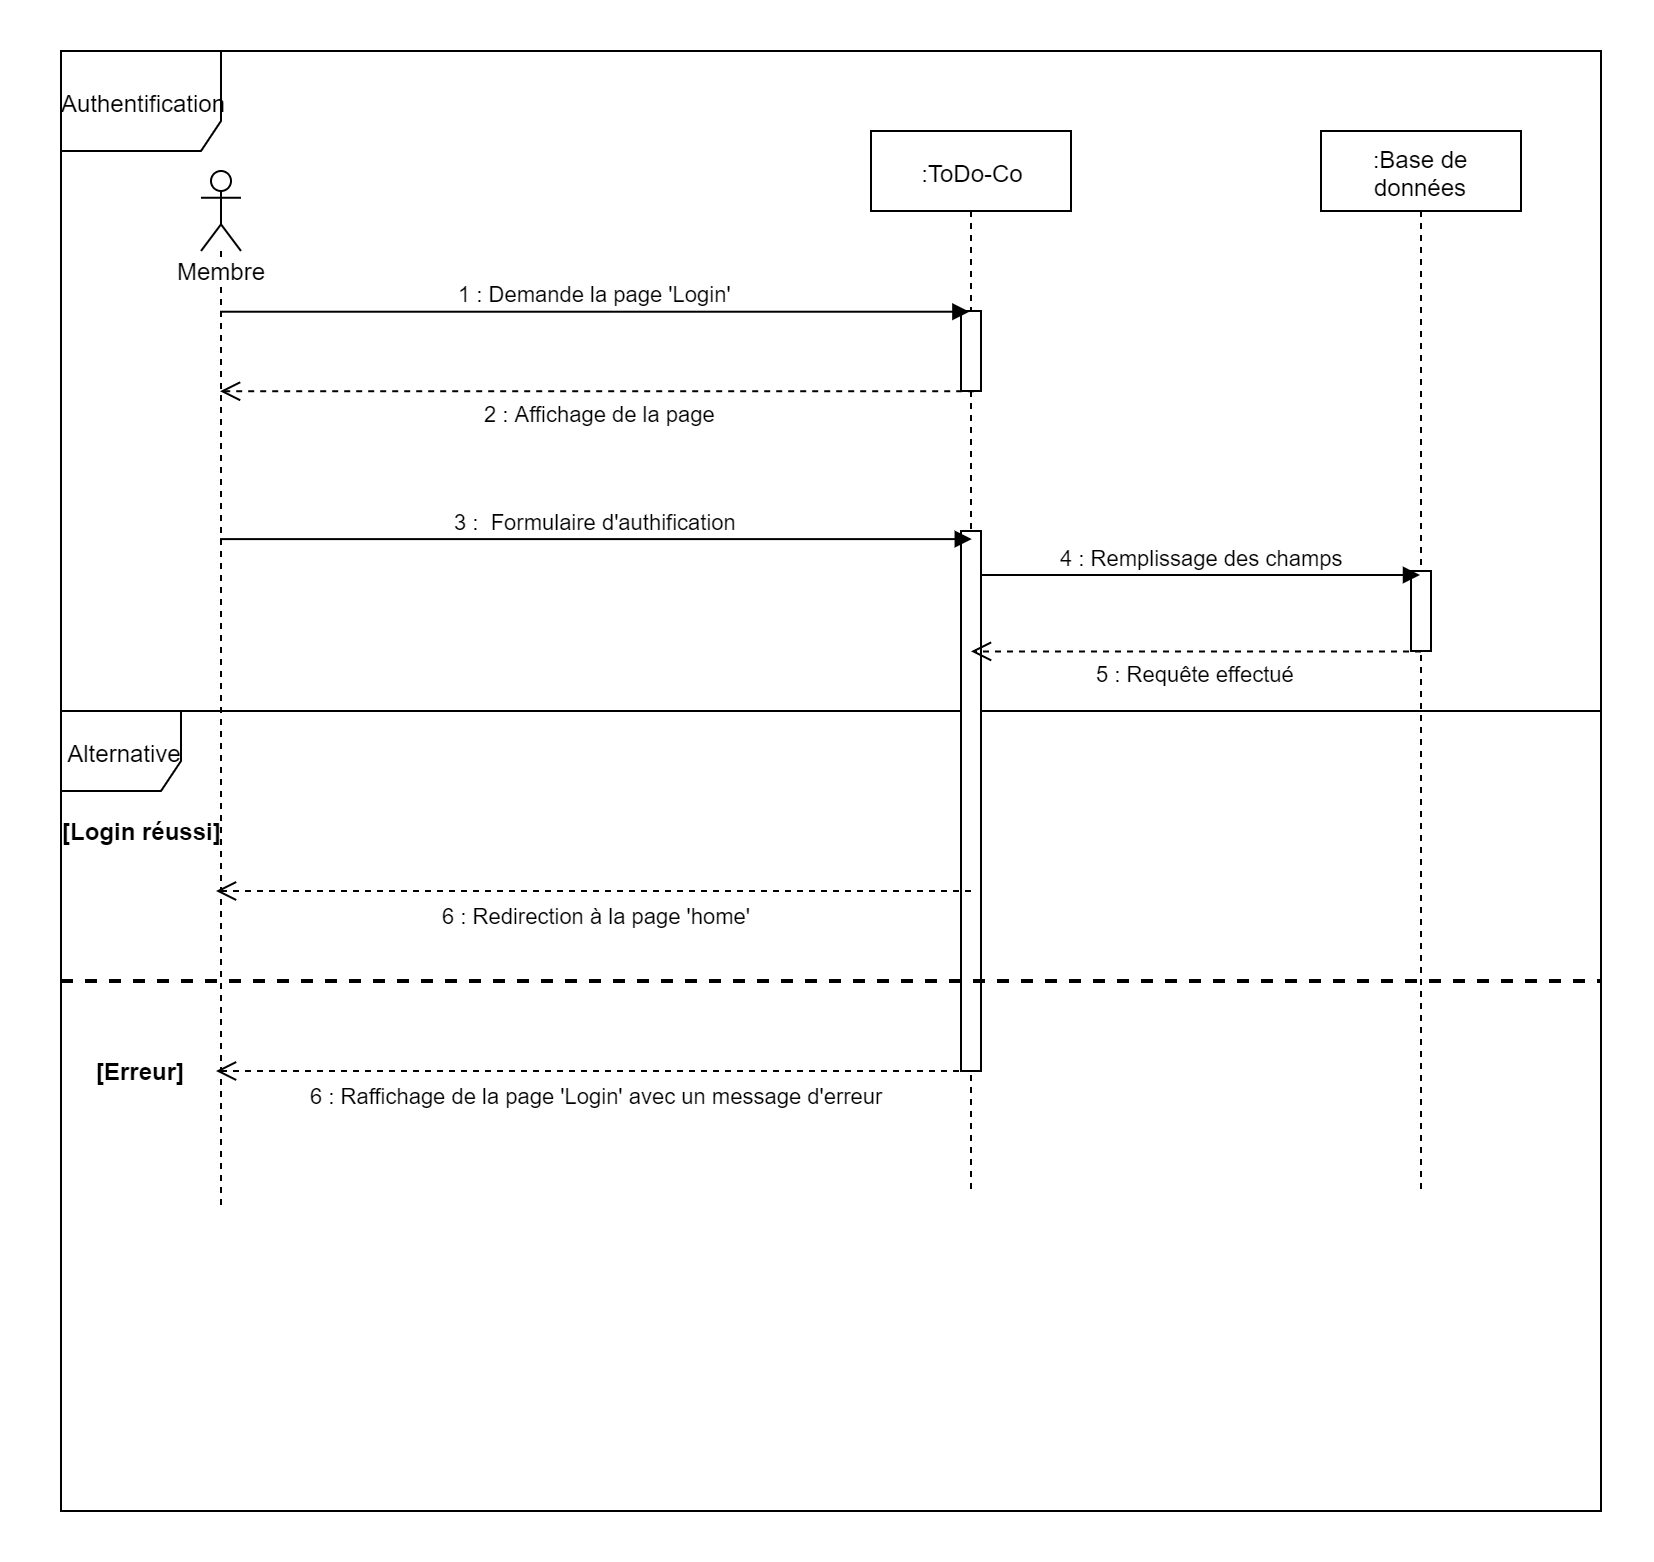 Authentification
:ToDo-Co
:Base de
données
Membre
1 : Demande la page 'Login'
2 : Affichage de la page
3 :  Formulaire d'authification
4 : Remplissage des champs
5 : Requête effectué
Alternative
[Login réussi]
6 : Redirection à la page 'home'
[Erreur]
6 : Raffichage de la page 'Login' avec un message d'erreur